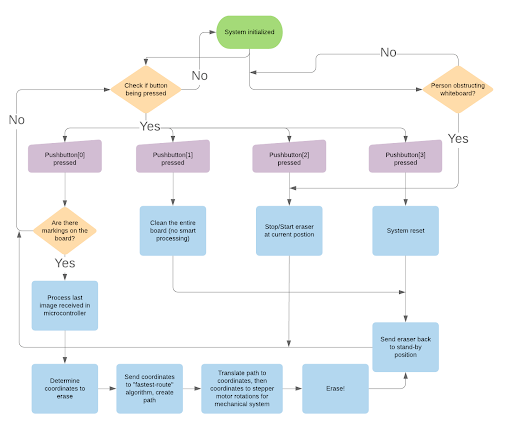 System initialized
No
Check if button
being pressed
No
Person obstructing
whiteboard?
No
Yes
Yes
Pushbutton[0]
pressed
Pushbutton[1]
pressed
Pushbutton[2]
pressed
Pushbutton[3]
pressed
Are there
markings on the
board?
Clean the entire
board (no smart
processing)
Stop/Start eraser
at current postion
System reset
Yes
Process last
image received in
microcontroller
Send eraser back
to stand-by
position
Determine
coordinates to
erase
Send coordinates
to "fastest-route"
algorithm, create
path
Translate path to
coordinates, then
coordinates to stepper
motor rotations for
mechanical system
Erase!